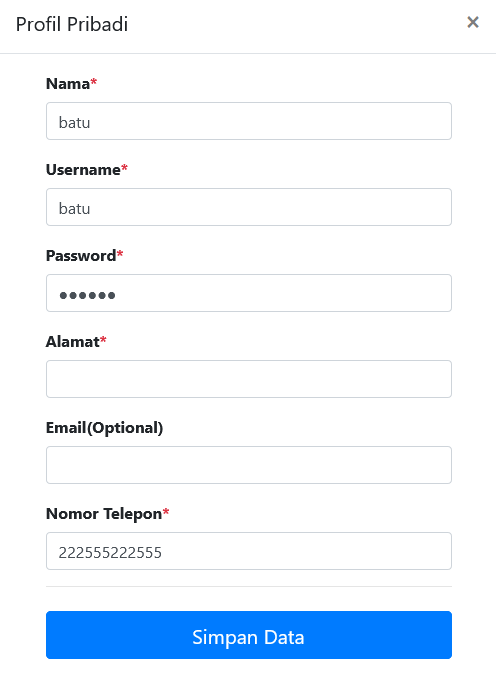 Profil Pribadi
×
Nama*
batu
Username*
batu
Password*
●●●●●●
Alamat*
Email(Optional)
Nomor Telepon*
222555222555
Simpan Data